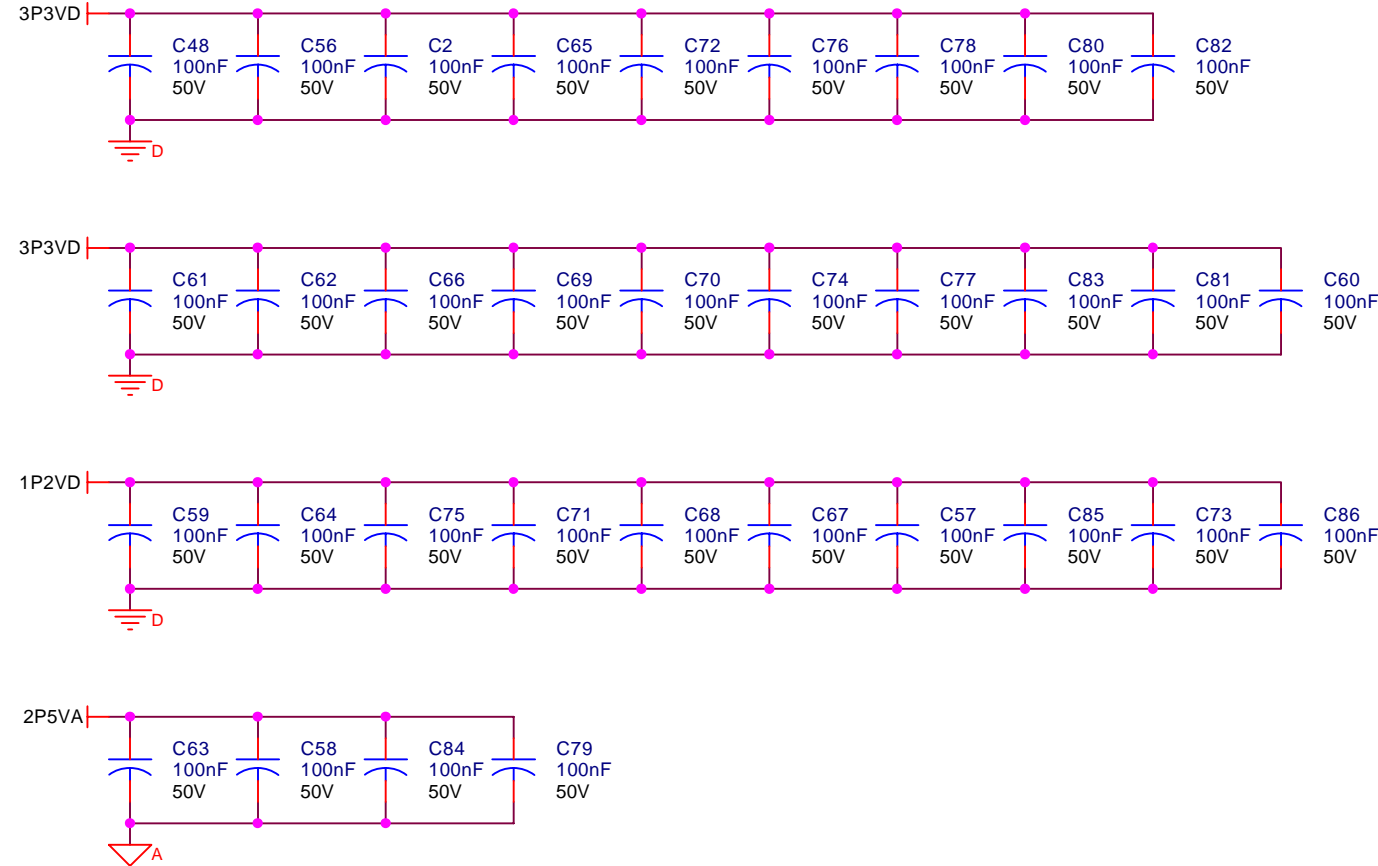 3P3VD
C48 C56 C2 C65 C72 C76 C78 C80 C82
100nF 100nF 100nF 100nF 100nF 100nF 100nF 100nF 100nF
50V 50V 50V 50V 50V 50V 50V 50V 50V
D
3P3VD
C61 C62 C66 C69 C70 C74 C77 C83 C81 C60
100nF 100nF 100nF 100nF 100nF 100nF 100nF 100nF 100nF 100nF
50V 50V 50V 50V 50V 50V 50V 50V 50V 50V
D
1P2VD
C59 C64 C75 C71 C68 C67 C57 C85 C73 C86
100nF 100nF 100nF 100nF 100nF 100nF 100nF 100nF 100nF 100nF
50V 50V 50V 50V 50V 50V 50V 50V 50V 50V
D
2P5VA
C63 C58 C84 C79
100nF 100nF 100nF 100nF
50V 50V 50V 50V
A